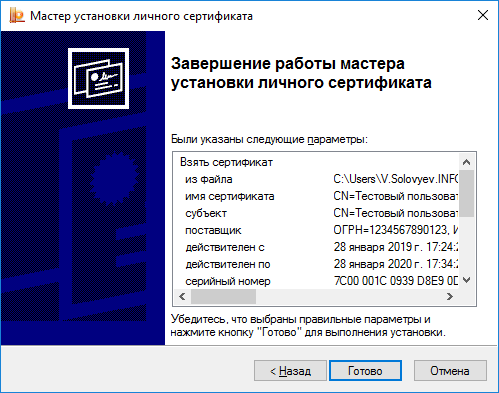 Мастер установки личного сертификата
Завершение работы мастера
установки личного сертификата
Были указаны следующие параметры:
Взять сертификат
из файла C:\Users\V.Solovyev.INFO
имя сертификата CN=Тестовый пользоват
субъект CN=Тестовый пользоват
поставщик ОГРН=1234567890123, И
действителен с 28 января 2019 г. 17:24:2
действителен по 28 января 2020 г. 17:34:2
серийный номер 7C00 001C 0939 D8E9 0D
Убедитесь, что выбраны правильные параметры и
нажмите кнопку "Готово" для выполнения установки.
< Назад Готово Отмена